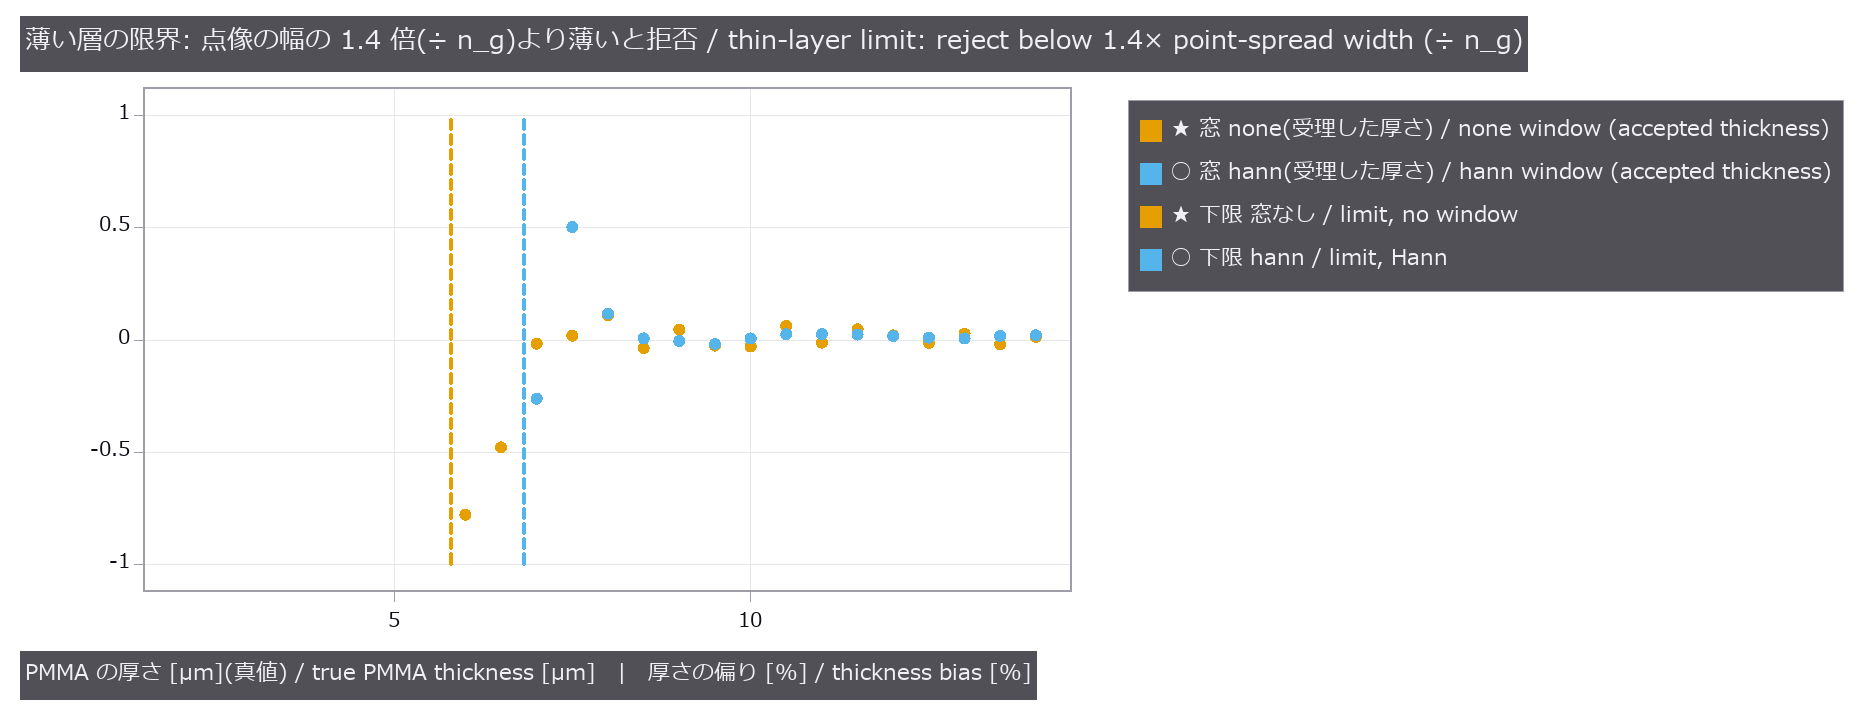 薄い層の限界: 点像の幅の 1.4 倍(÷ n_g)より薄いと拒否 / thin-layer limit: reject below 1.4× point-spread width (÷ n_g)
★ 窓 none(受理した厚さ) / none window (accepted thickness)
○ 窓 hann(受理した厚さ) / hann window (accepted thickness)
★ 下限 窓なし / limit, no window
○ 下限 hann / limit, Hann
1
0.5
0
-0.5
-1
5 10
PMMA の厚さ [μm](真値) / true PMMA thickness [μm] | 厚さの偏り [%] / thickness bias [%]